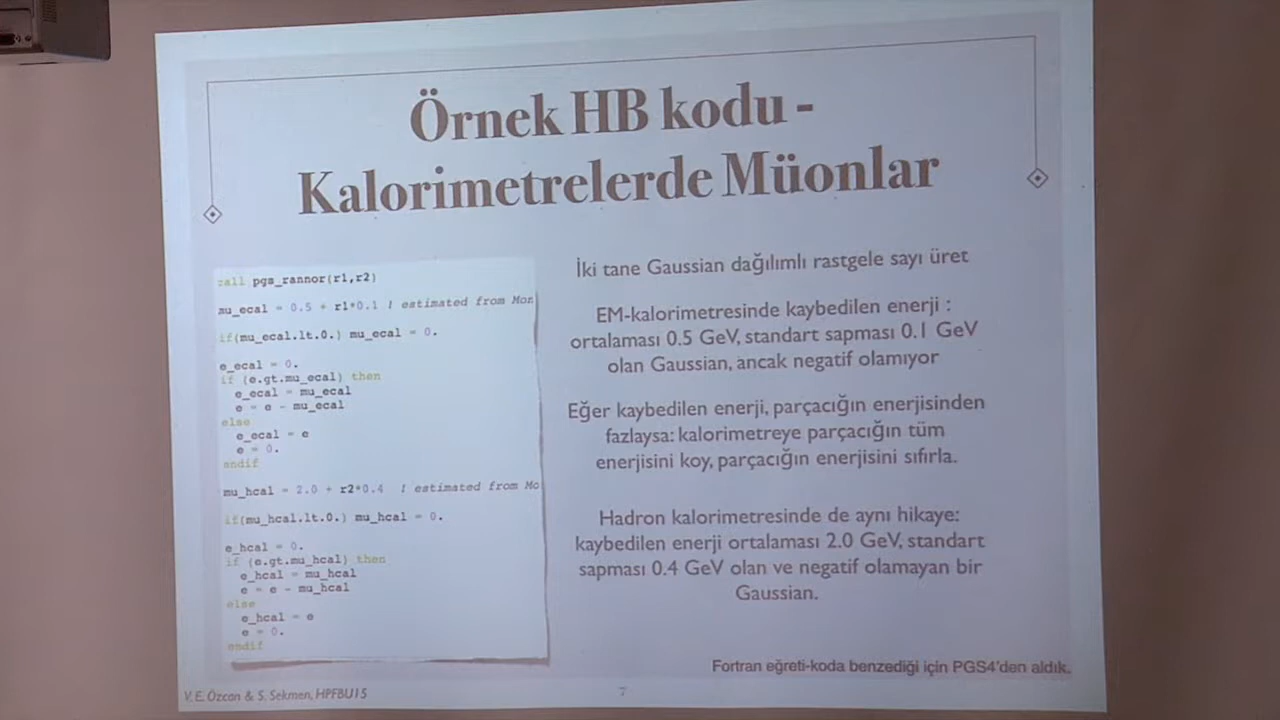 Örnek HB kodu -
Kalorimetrelerde Müonlar
call pgs_rannor(r1,r2)
mu_ecal = 0.5 + r1*0.1 ! estimated from Mon
if(mu_ecal.lt.0.) mu_ecal = 0.
e_ecal = 0.
if (e.gt.mu_ecal) then
e_ecal = mu_ecal
e = e - mu_ecal
else
e_ecal = e
e = 0.
endif
mu_hcal = 2.0 + r2*0.4 ! estimated from Mo
if(mu_hcal.lt.0.) mu_hcal = 0.
e_hcal = 0.
if (e.gt.mu_hcal) then
e_hcal = mu_hcal
e = e - mu_hcal
else
e_hcal = e
e = 0.
endif
İki tane Gaussian dağılımlı rastgele sayı üret
EM-kalorimetresinde kaybedilen enerji :
ortalaması 0.5 GeV, standart sapması 0.1 GeV
olan Gaussian, ancak negatif olamıyor
Eğer kaybedilen enerji, parçacığın enerjisinden
fazlaysa: kalorimetreye parçacığın tüm
enerjisini koy, parçacığın enerjisini sıfırla.
Hadron kalorimetresinde de aynı hikaye:
kaybedilen enerji ortalaması 2.0 GeV, standart
sapması 0.4 GeV olan ve negatif olamayan bir
Gaussian.
Fortran eğreti-koda benzediği için PGS4'den aldık.
V. E. Özcan & S. Sekmen, HPFBU15
7